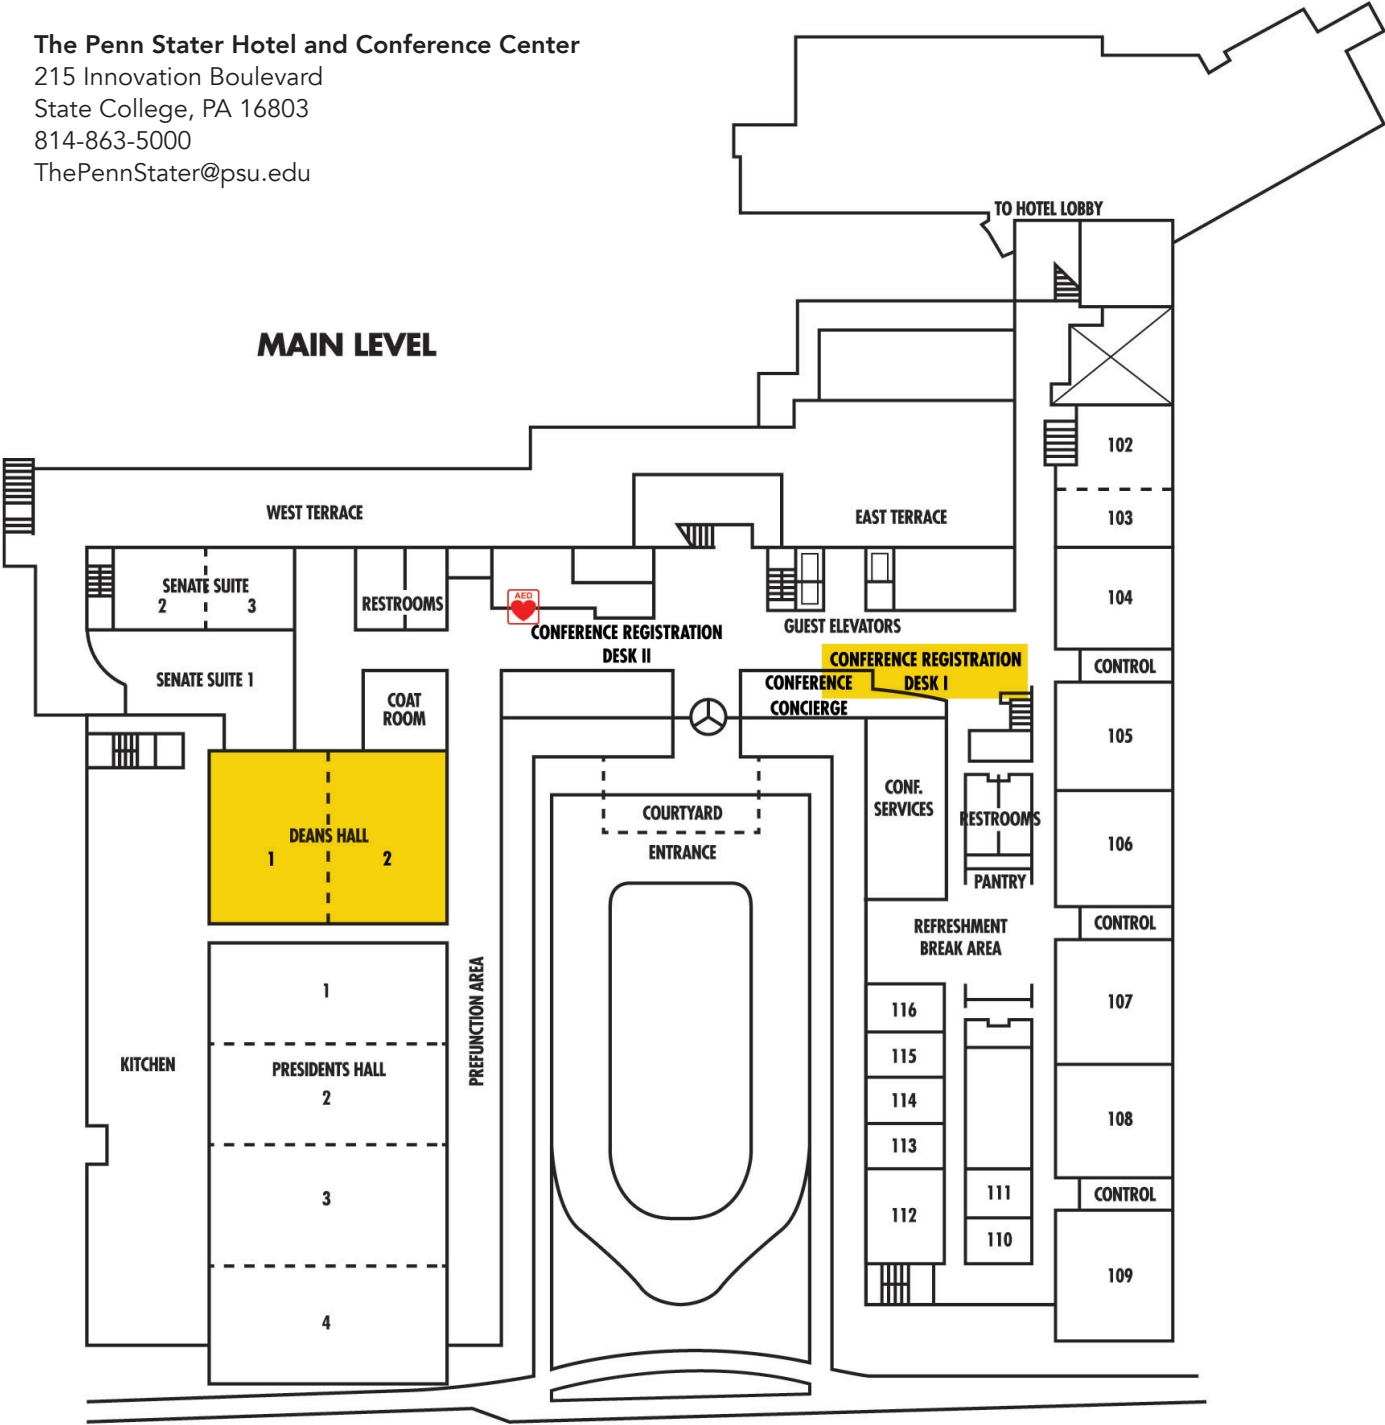 The Penn Stater Hotel and Conference Center
215 Innovation Boulevard
State College, PA 16803
814-863-5000
ThePennStater@psu.edu
TO HOTEL LOBBY
MAIN LEVEL
102
103
104
CONTROL
105
106
CONTROL
107
108
CONTROL
109
WEST TERRACE
EAST TERRACE
SENATE SUITE
2 3
RESTROOMS
AED
CONFERENCE REGISTRATION
DESK II
GUEST ELEVATORS
CONFERENCE REGISTRATION
DESK I
CONFERENCE
CONCIERGE
SENATE SUITE 1
COAT
ROOM
DEANS HALL
1 2
COURTYARD
ENTRANCE
CONF.
SERVICES
RESTROOMS
PANTRY
REFRESHMENT
BREAK AREA
PREFUNCTION AREA
KITCHEN
1
PRESIDENTS HALL
2
3
4
116
115
114
113
112
111
110